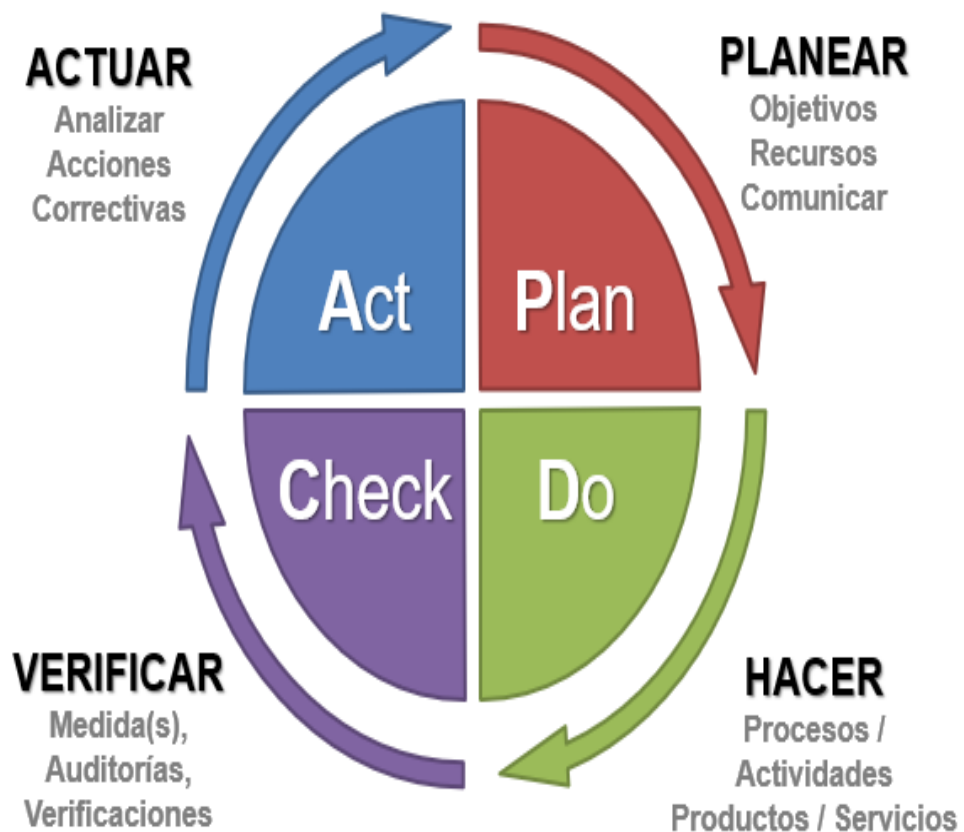 ACTUAR
Analizar
Acciones
Correctivas
PLANEAR
Objetivos
Recursos
Comunicar
Act
Plan
Check
Do
VERIFICAR
Medida(s),
Auditorías,
Verificaciones
HACER
Procesos /
Actividades
Productos / Servicios